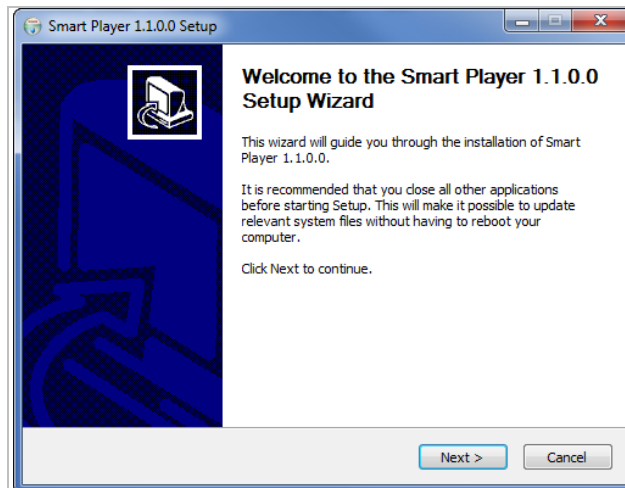 Smart Player 1.1.0.0 Setup
Welcome to the Smart Player 1.1.0.0
Setup Wizard
This wizard will guide you through the installation of Smart
Player 1.1.0.0.
It is recommended that you close all other applications
before starting Setup. This will make it possible to update
relevant system files without having to reboot your
computer.
Click Next to continue.
Next >
Cancel